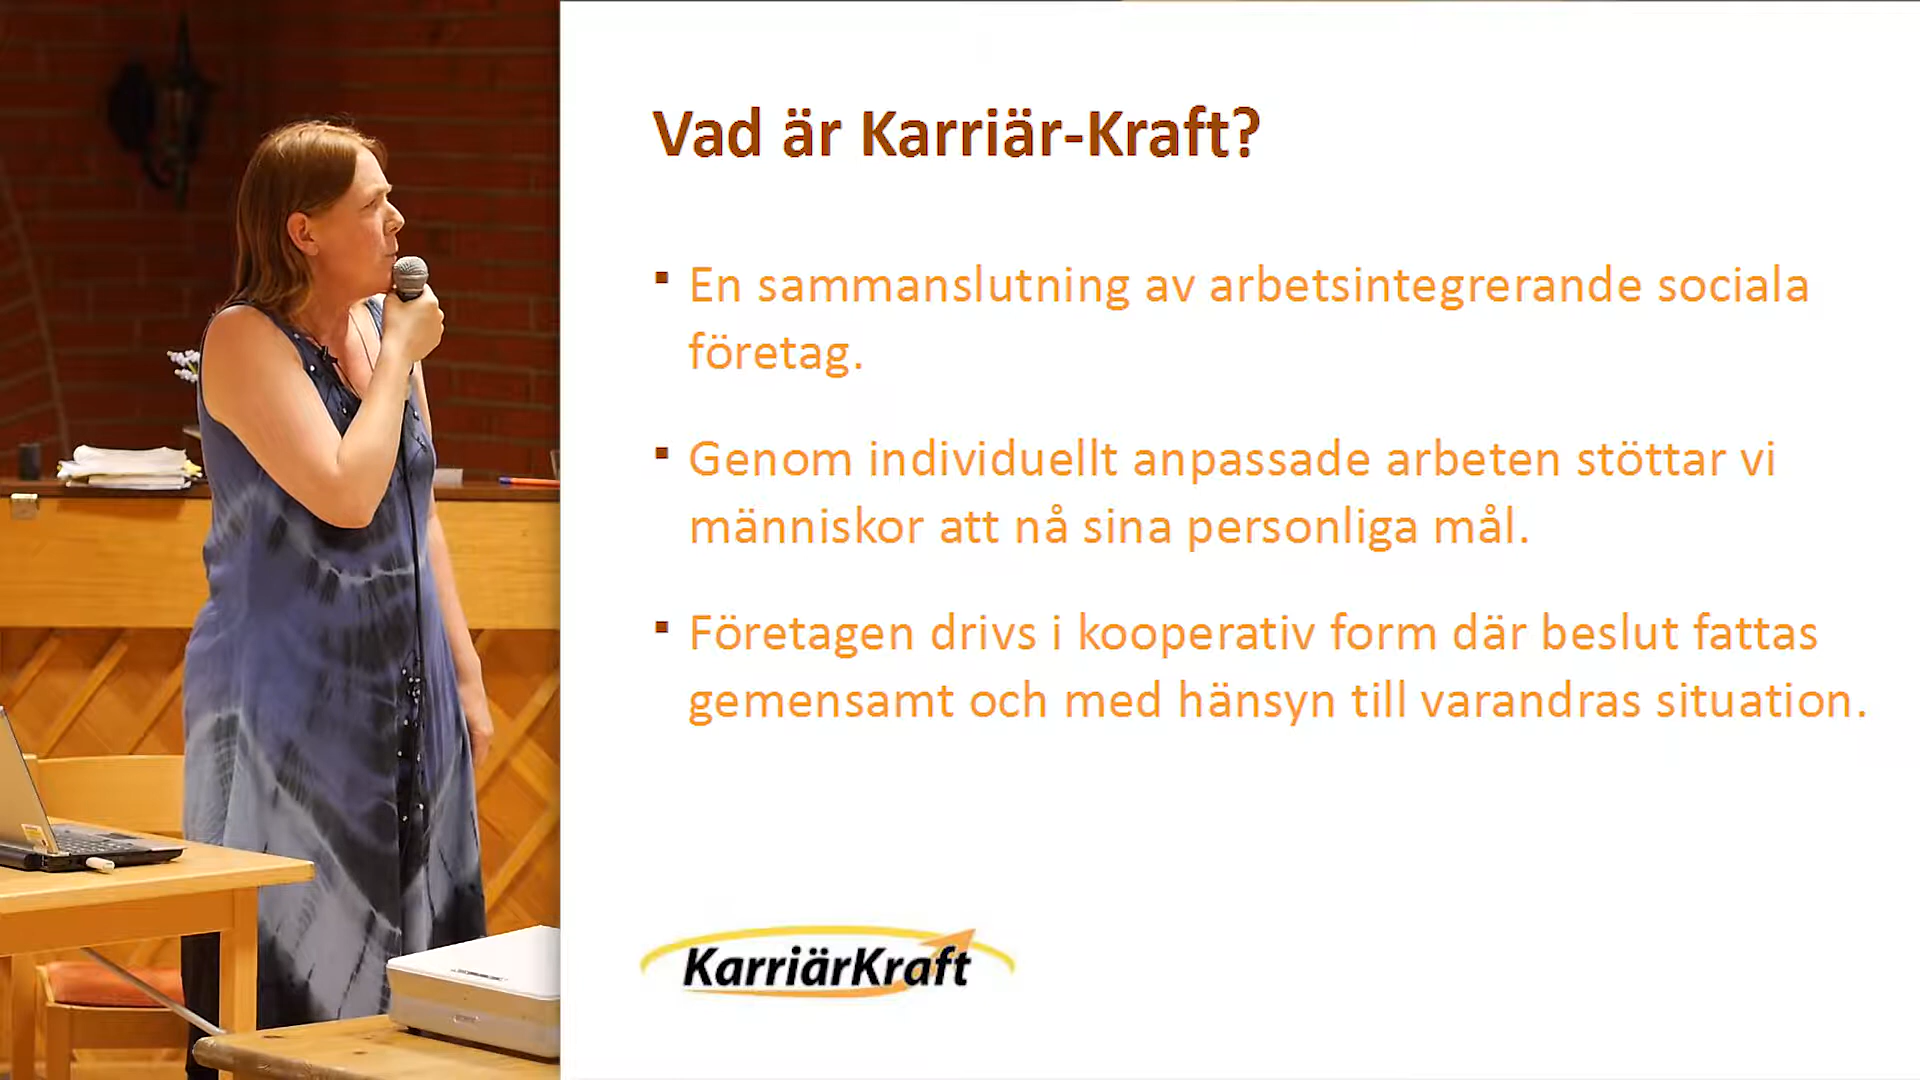 Vad är Karriär-Kraft?
En sammanslutning av arbetsintegrerande sociala
företag.
Genom individuellt anpassade arbeten stöttar vi
människor att nå sina personliga mål.
Företagen drivs i kooperativ form där beslut fattas
gemensamt och med hänsyn till varandras situation.
KarriärKraft